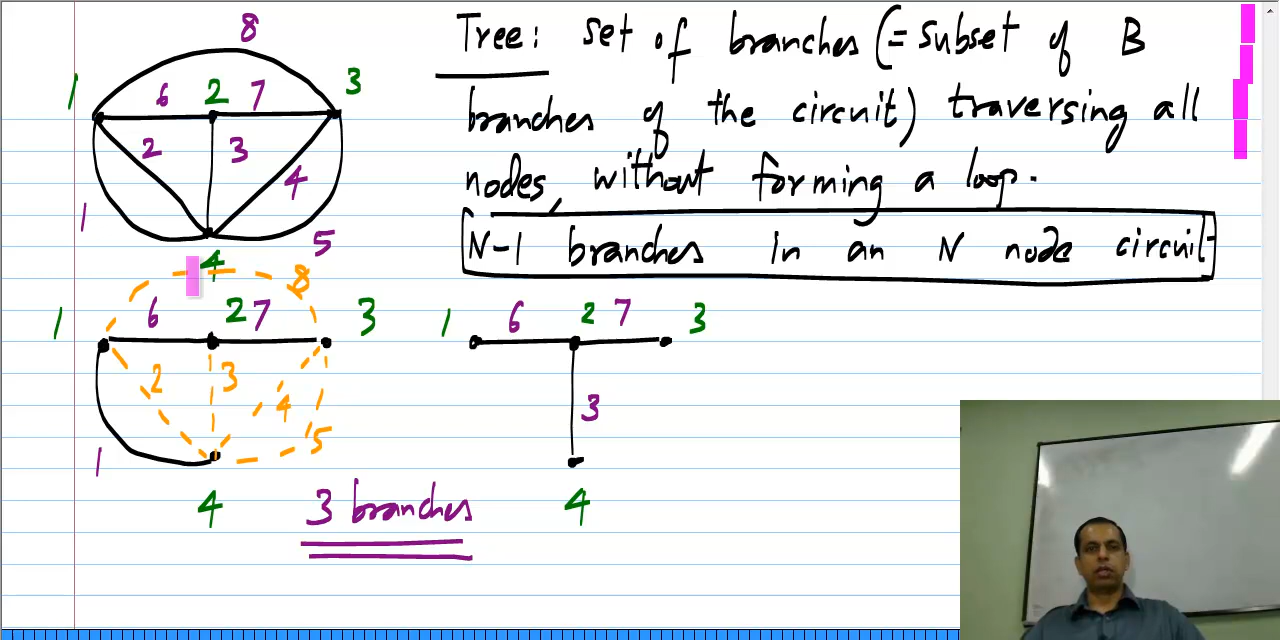 Tree: set of branches (= subset of B
branches of the circuit) traversing all
nodes, without forming a loop.
N-1 branches in an N node circuit
8
1 6 2 7 3
2 3 4
1 5
4
8
1 6 2 7 3
2 3 4
1 5
4
3 branches
1 6 2 7 3
3
4